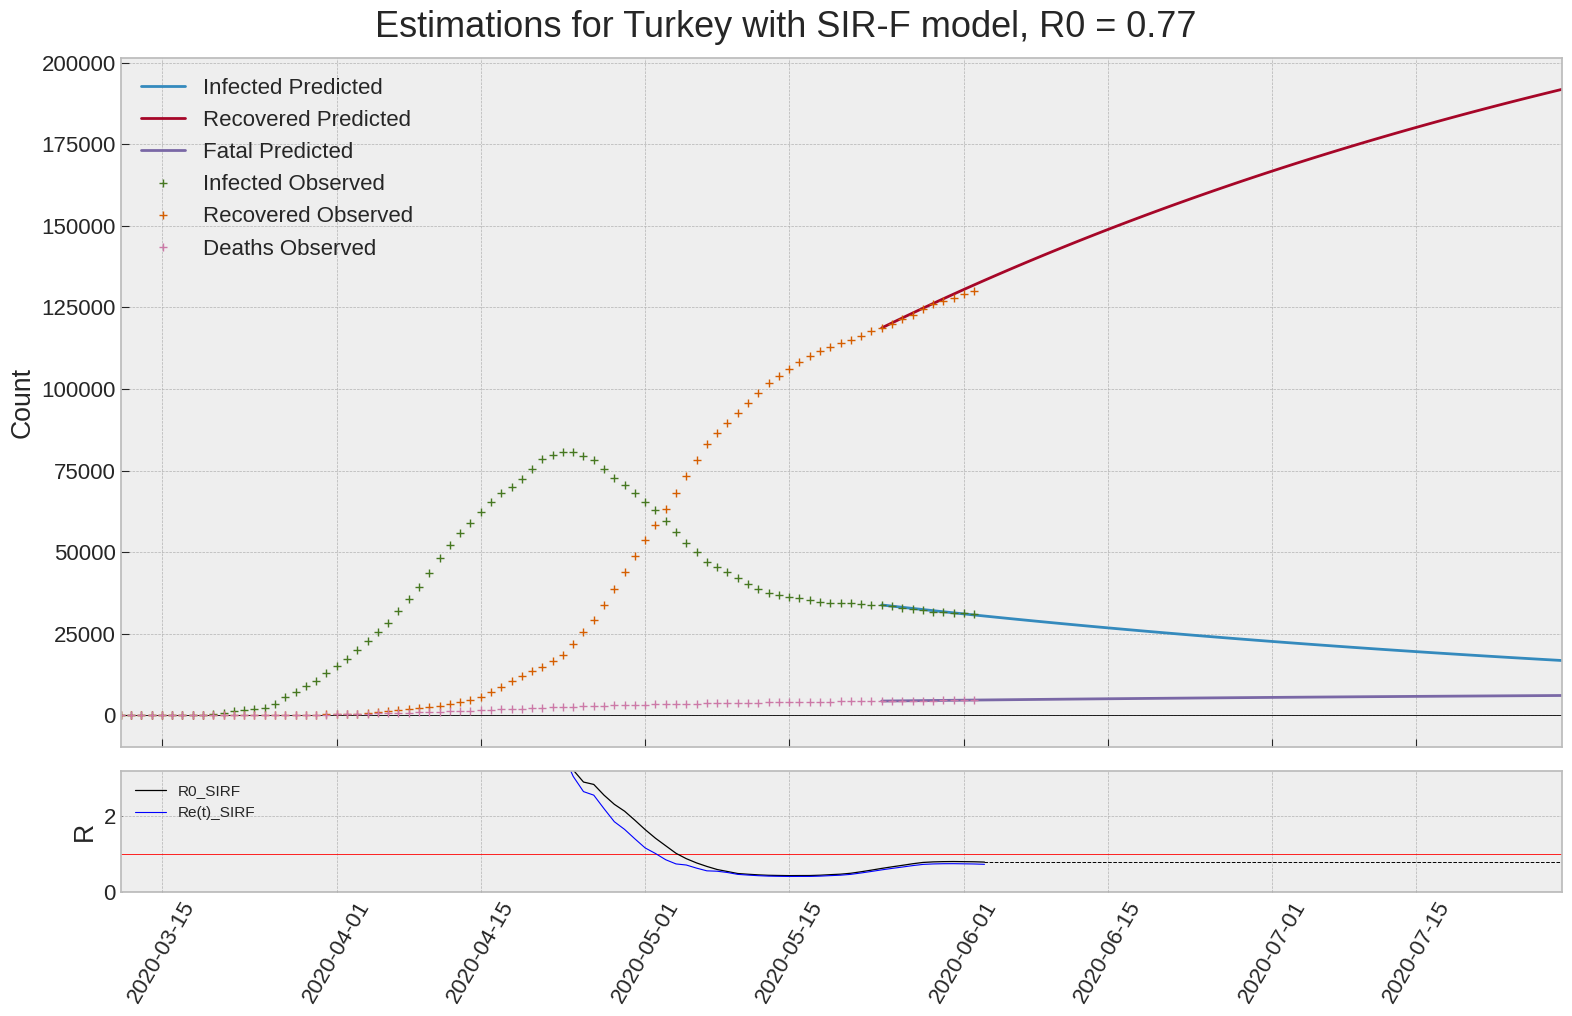 Estimations for Turkey with SIR-F model, R0 = 0.77
200000
175000
150000
125000
100000
75000
50000
25000
0
Count
Infected Predicted
Recovered Predicted
Fatal Predicted
Infected Observed
Recovered Observed
Deaths Observed
2
0
R
R0_SIRF
Re(t)_SIRF
2020-03-15
2020-04-01
2020-04-15
2020-05-01
2020-05-15
2020-06-01
2020-06-15
2020-07-01
2020-07-15